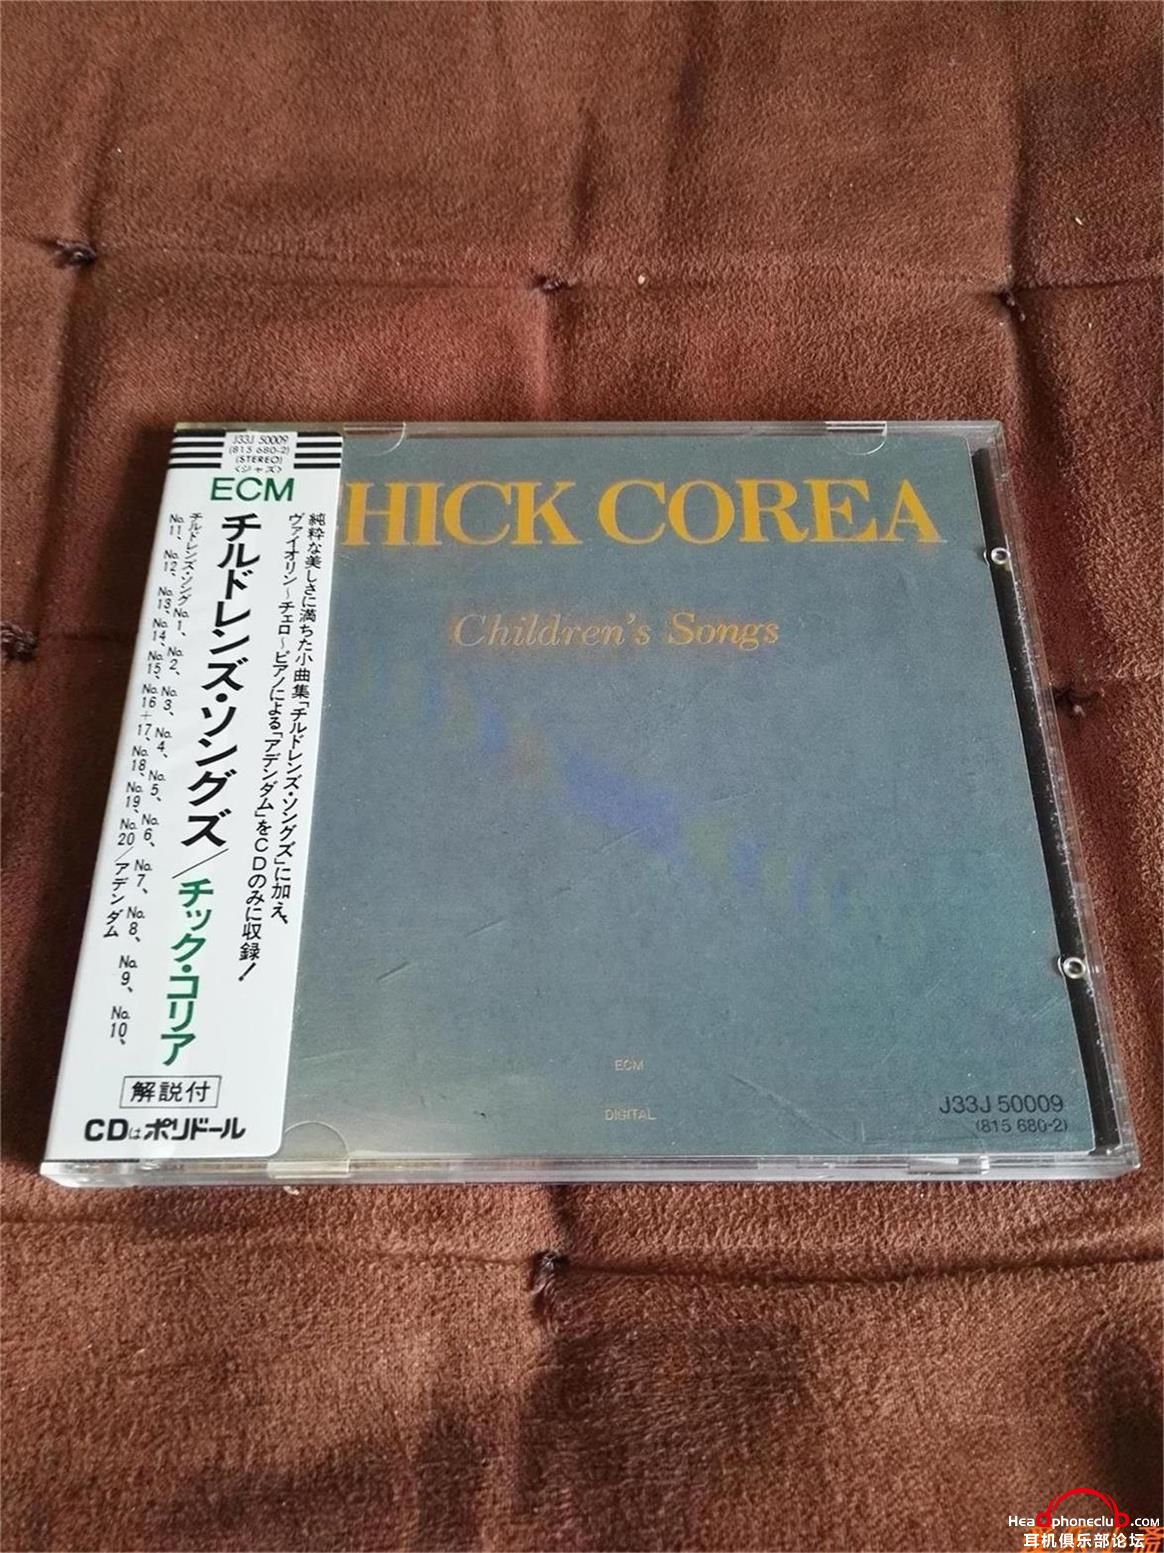 J33J 50009
(815 680-2)
(STEREO)
〈ジャズ〉
ECM
純粋な美しさに満ちた小曲集「チルドレンズ・ソングズ」に加え、
ヴァイオリン〜チェロ〜ピアノによる「アデンダム」をCDのみに収録！
チルドレンズ・ソングズ／チック・コリア
チルドレンズ・ソングNo.1、No.2、No.3、No.4、No.5、No.6、No.7、No.8、No.9、No.10、
No.11、No.12、No.13、No.14、No.15、No.16＋17、No.18、No.19、No.20／アデンダム
解説付
CDはポリドール
HICK COREA
Children's Songs
ECM
DIGITAL
J33J 50009
(815 680-2)
HeadphoneclubD.com
耳机俱乐部论坛